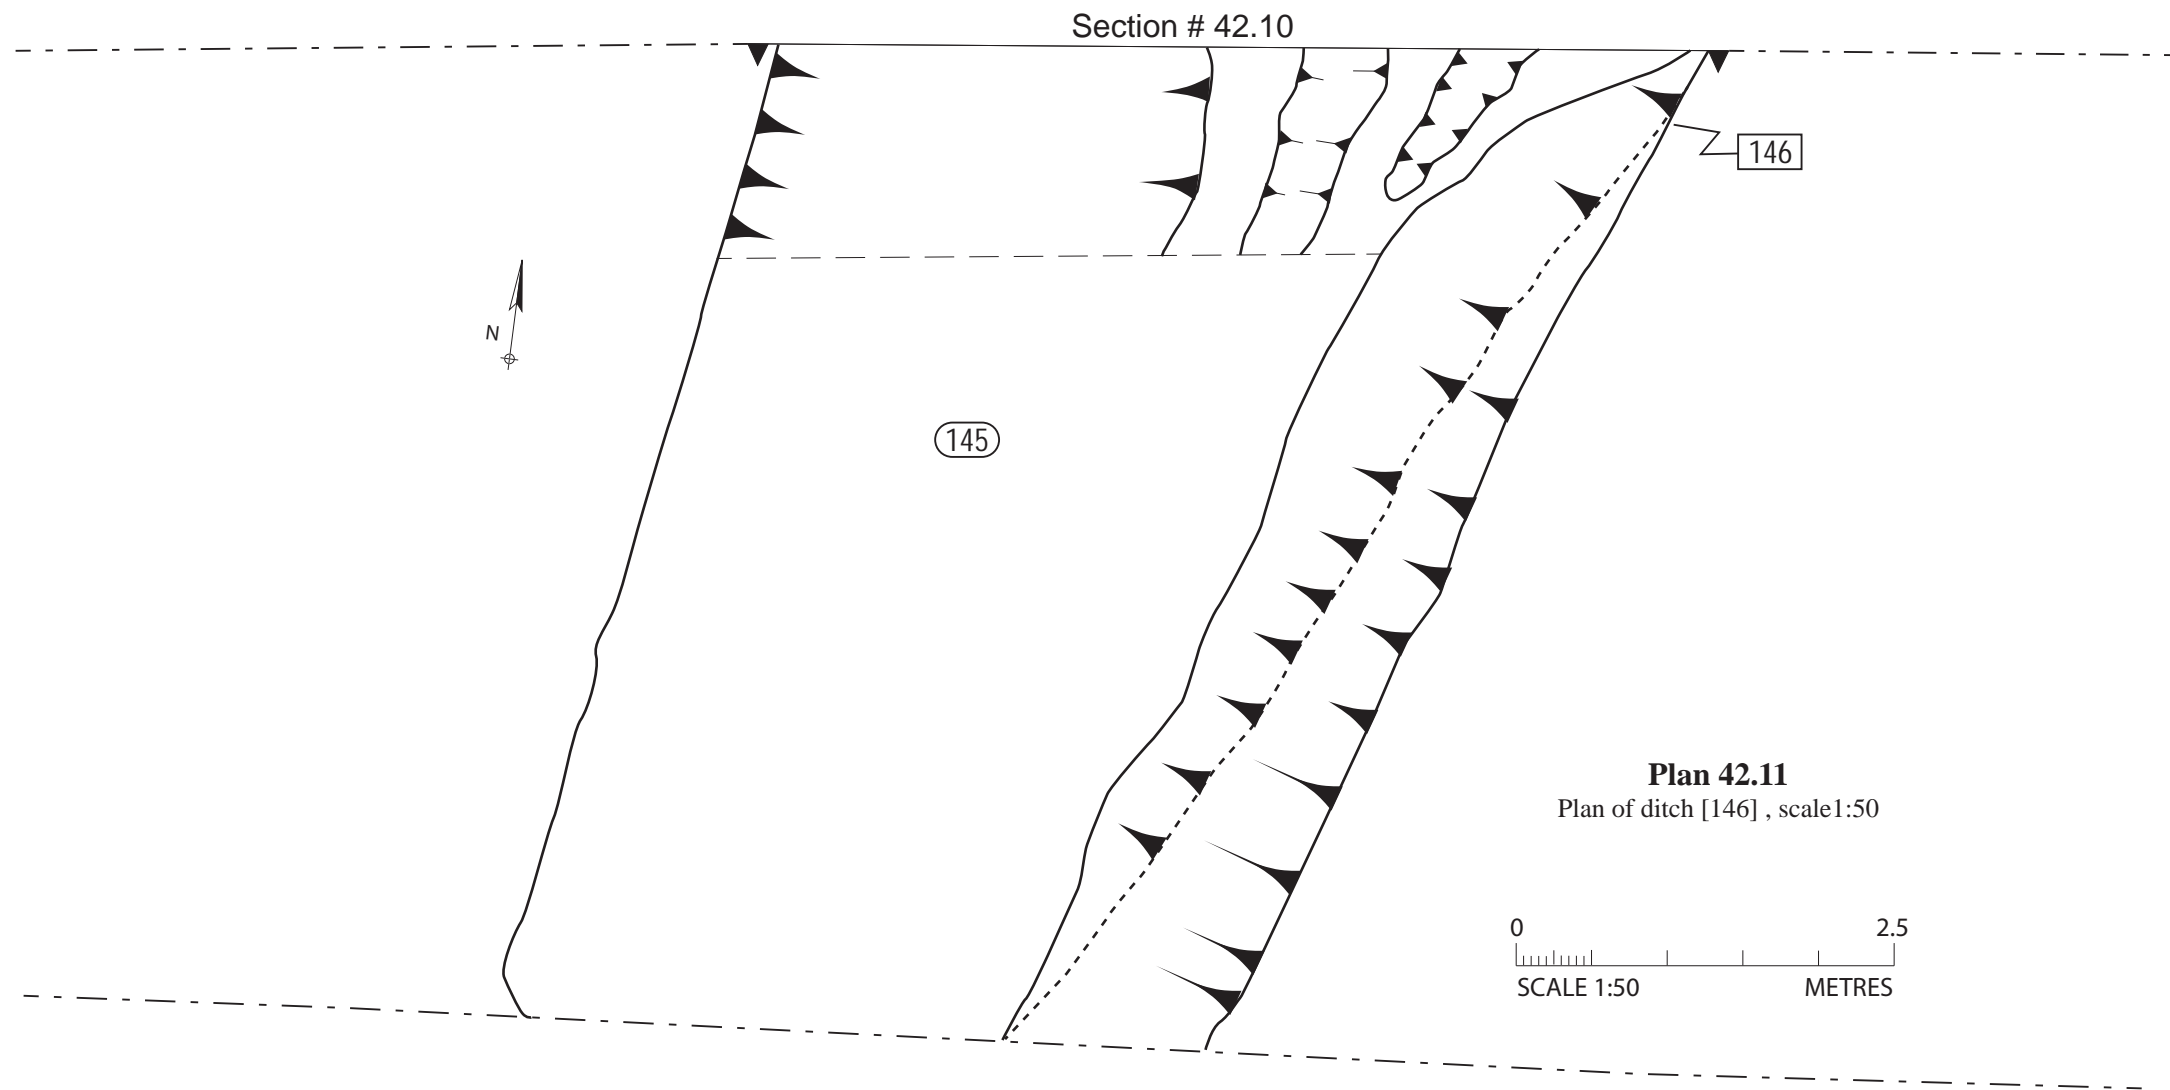 Section # 42.10
146
N
145
Plan 42.11
Plan of ditch [146] , scale1:50
0 2.5
SCALE 1:50 METRES